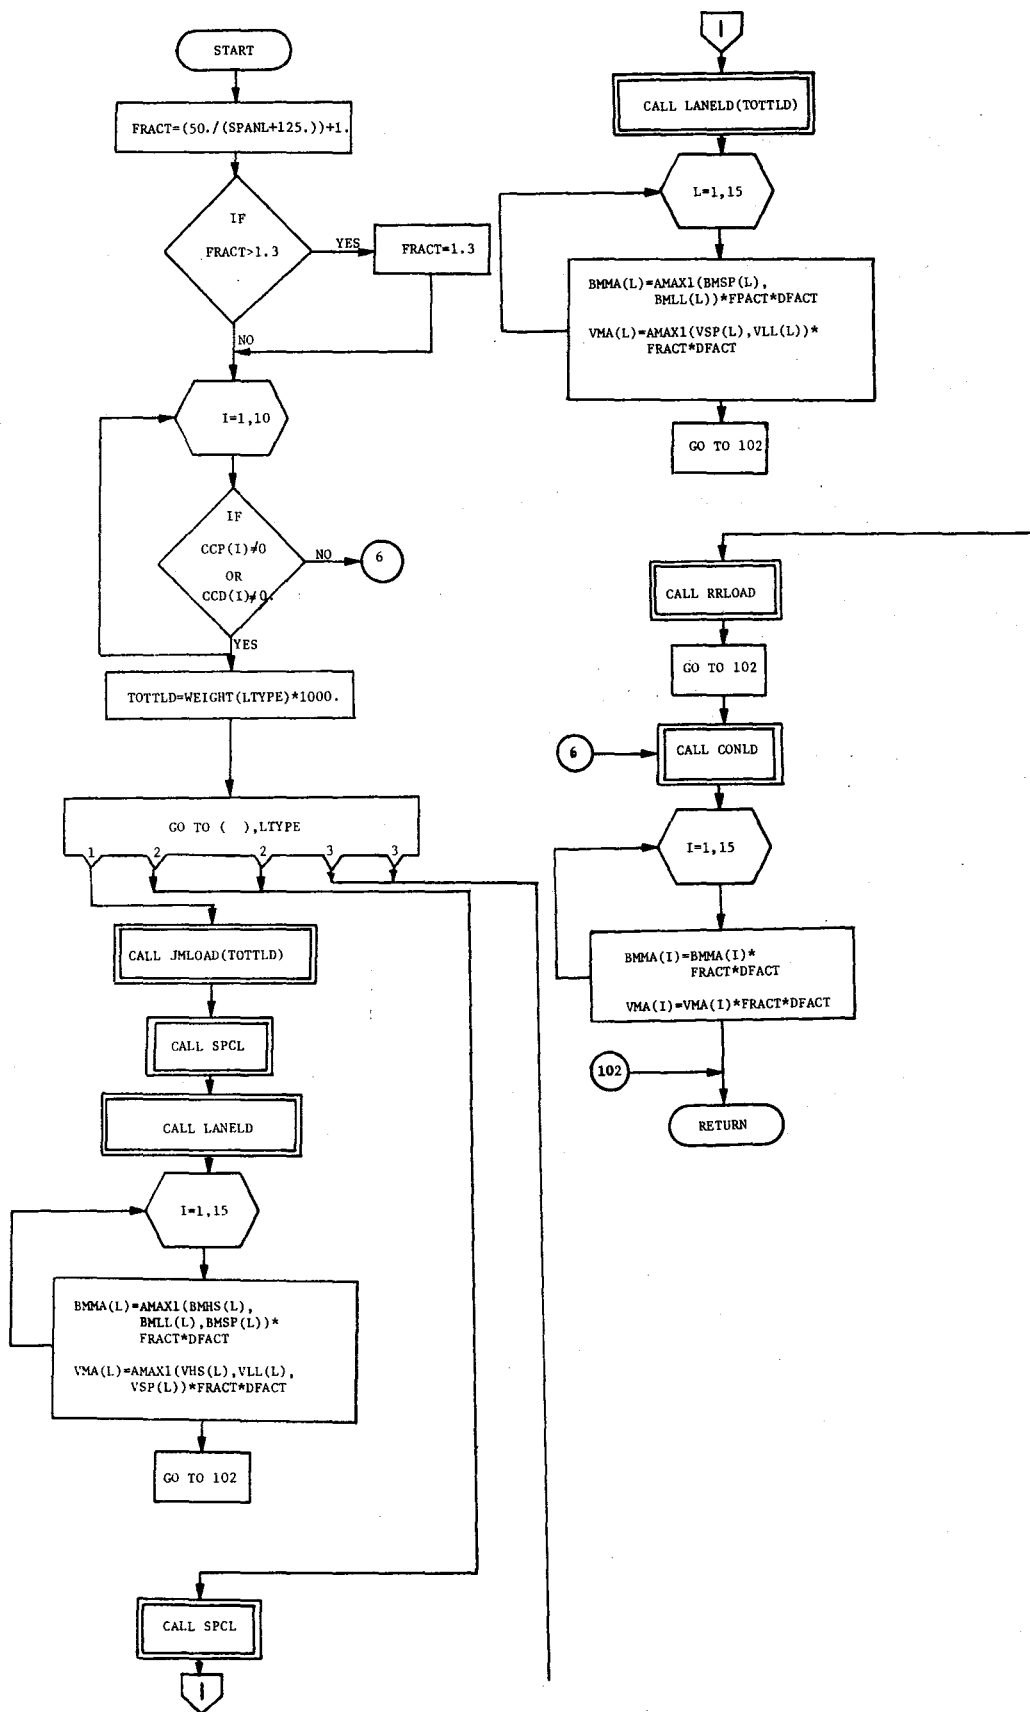 START
FRACT=(50./(SPANL+125.))+1.
IF
FRACT>1.3
YES
FRACT=1.3
NO
I=1,10
IF
CCP(I)≠0
OR
CCD(I)≠0.
NO
6
YES
TOTTLD=WEIGHT(LTYPE)*1000.
GO TO ( ),LTYPE
1 2 2 3 3
CALL JMLOAD(TOTTLD)
CALL SPCL
CALL LANELD
I=1,15
BMMA(L)=AMAX1(BMHS(L),
BMLL(L),BMSP(L))*
FRACT*DFACT
VMA(L)=AMAX1(VHS(L),VLL(L),
VSP(L))*FRACT*DFACT
GO TO 102
CALL SPCL
1
1
CALL LANELD(TOTTLD)
L=1,15
BMMA(L)=AMAX1(BMSP(L),
BMLL(L))*FPACT*DFACT
VMA(L)=AMAX1(VSP(L),VLL(L))*
FRACT*DFACT
GO TO 102
CALL RRLOAD
GO TO 102
6
CALL CONLD
I=1,15
BMMA(I)=BMMA(I)*
FRACT*DFACT
VMA(I)=VMA(I)*FRACT*DFACT
102
RETURN